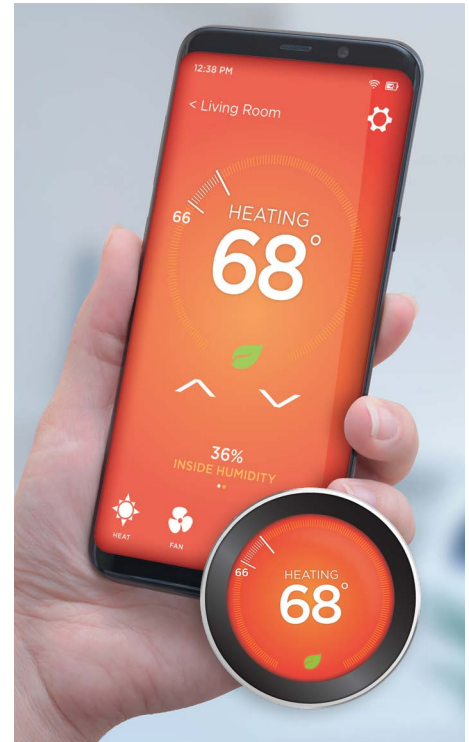 12:38 PM
< Living Room
66
HEATING
68°
36%
INSIDE HUMIDITY
HEAT
FAN
66
HEATING
68°